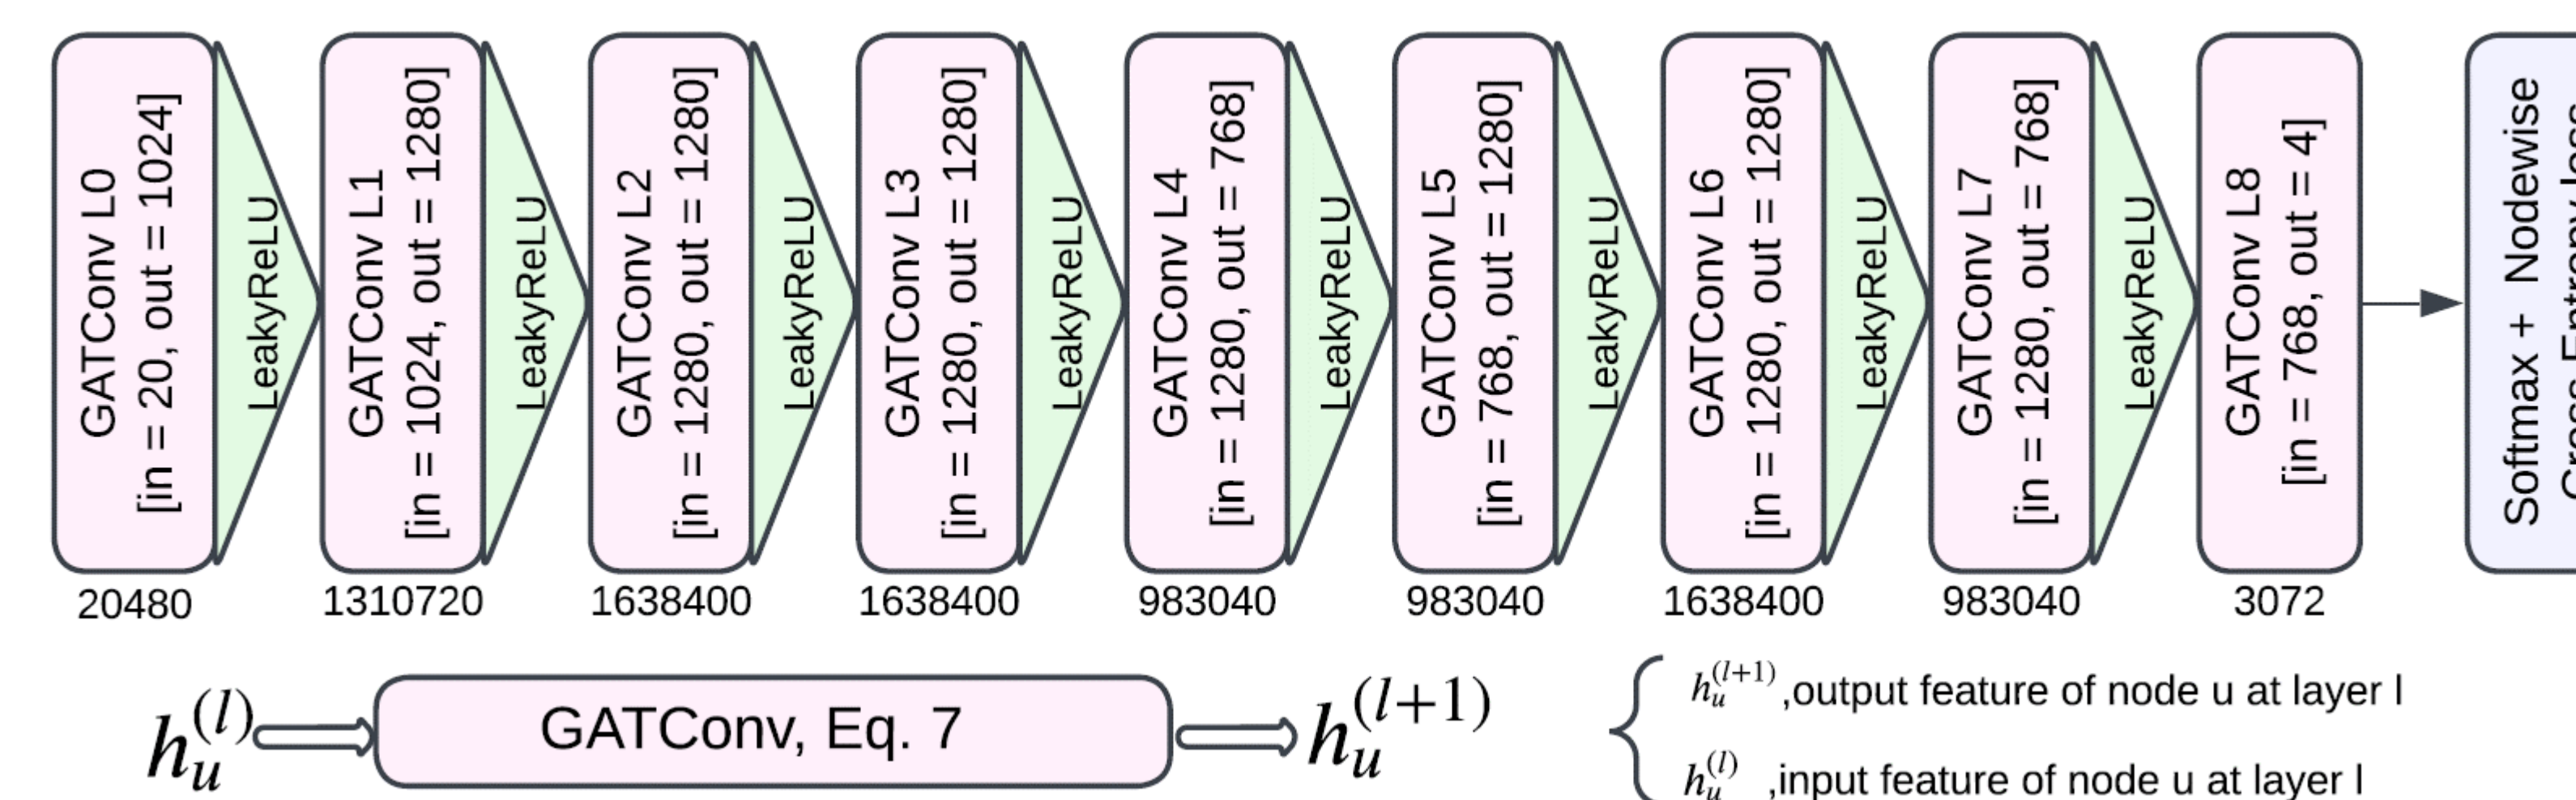 GATConv L0
[in = 20, out = 1024]
LeakyReLU
GATConv L1
[in = 1024, out = 1280]
LeakyReLU
GATConv L2
[in = 1280, out = 1280]
LeakyReLU
GATConv L3
[in = 1280, out = 1280]
LeakyReLU
GATConv L4
[in = 1280, out = 768]
LeakyReLU
GATConv L5
[in = 768, out = 1280]
LeakyReLU
GATConv L6
[in = 1280, out = 1280]
LeakyReLU
GATConv L7
[in = 1280, out = 768]
LeakyReLU
GATConv L8
[in = 768, out = 4]
Softmax + Nodewise
Cross Entropy loss
20480
1310720
1638400
1638400
983040
983040
1638400
983040
3072
h_u^{(l)}
GATConv, Eq. 7
h_u^{(l+1)}
h_u^{(l+1)} ,output feature of node u at layer l
h_u^{(l)} ,input feature of node u at layer l